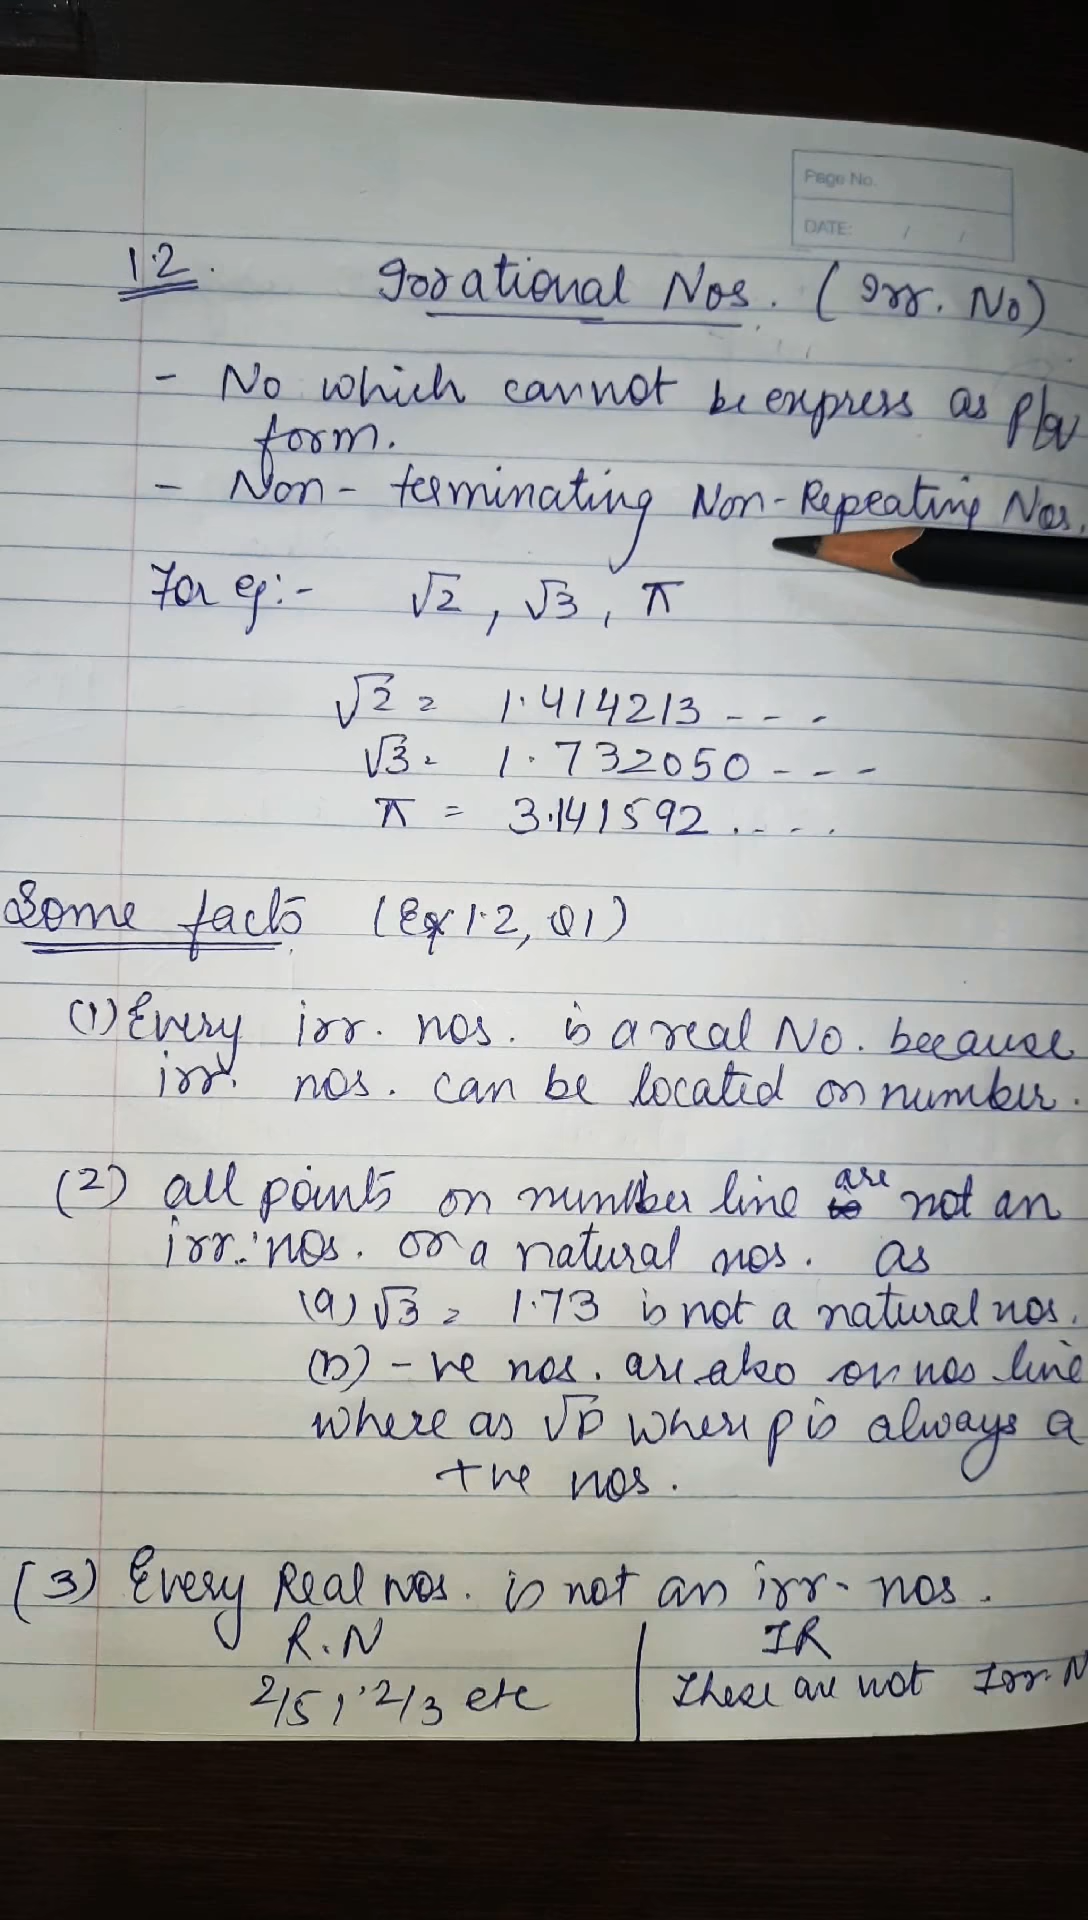 Page No.
DATE: / /
1.2. Irrational Nos. (Irr. No)
- No which cannot be express as p/q
form.
- Non-terminating Non-Repeating Nos.
For eg:- √2, √3, π
√2 = 1.414213 - - -
√3 = 1.732050 - - -
π = 3.141592 . . . .
Some facts (Ex 1.2, Q1)
(1) Every irr. nos. is a real No. because
irr. nos. can be located on number.
(2) all points on number line are not an
irr. nos. or a natural nos. as
(a) √3 = 1.73 is not a natural nos.
(b) -ve nos. are also on nos line
where as √p where p is always a
+ve nos.
(3) Every Real nos. is not an irr. nos.
R.N | IR
2/5, 2/3 etc | These are not Irr. N